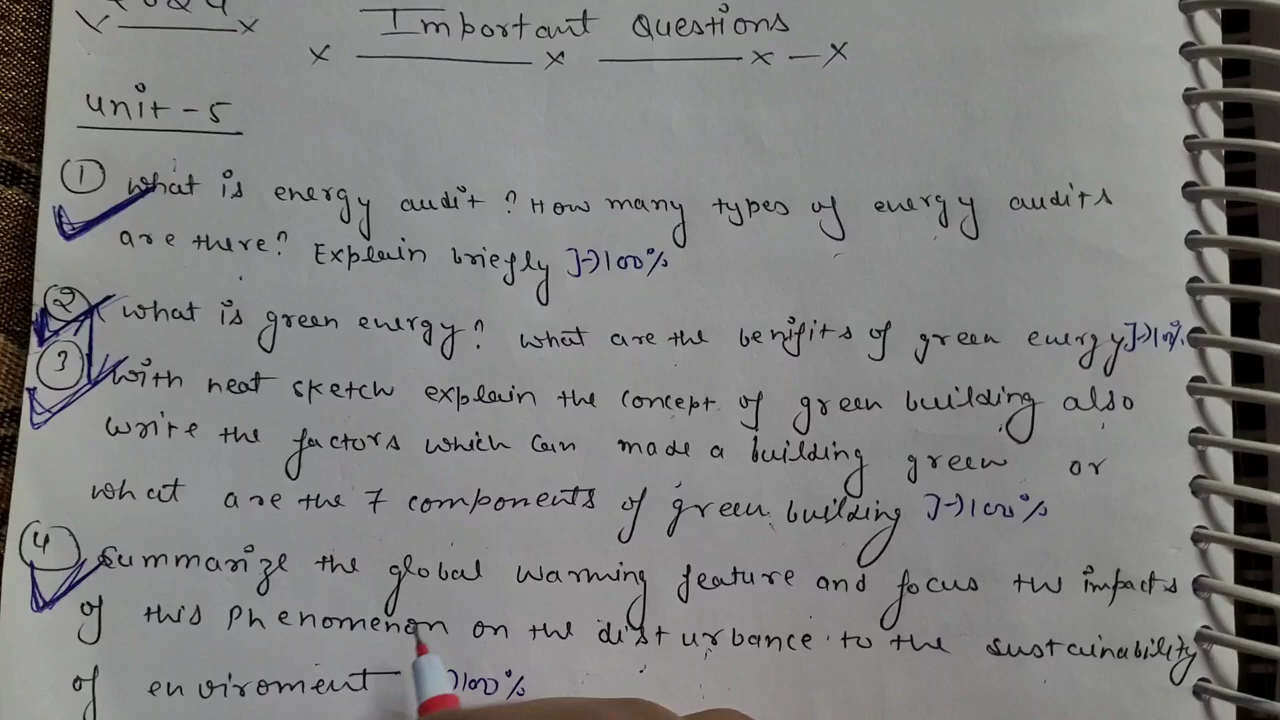 Important Questions
Unit-5
① What is energy audit? How many types of energy audits
are there? Explain briefly ]→100%
② What is green energy? What are the benifits of green energy]→100%
③ With neat sketch explain the concept of green building also
write the factors which can made a building green or
what are the 7 components of green building ]→100%
④ Summarize the global warming feature and focus the impacts
of this Phenomenon on the disturbance to the sustainability
of enviroment 100%